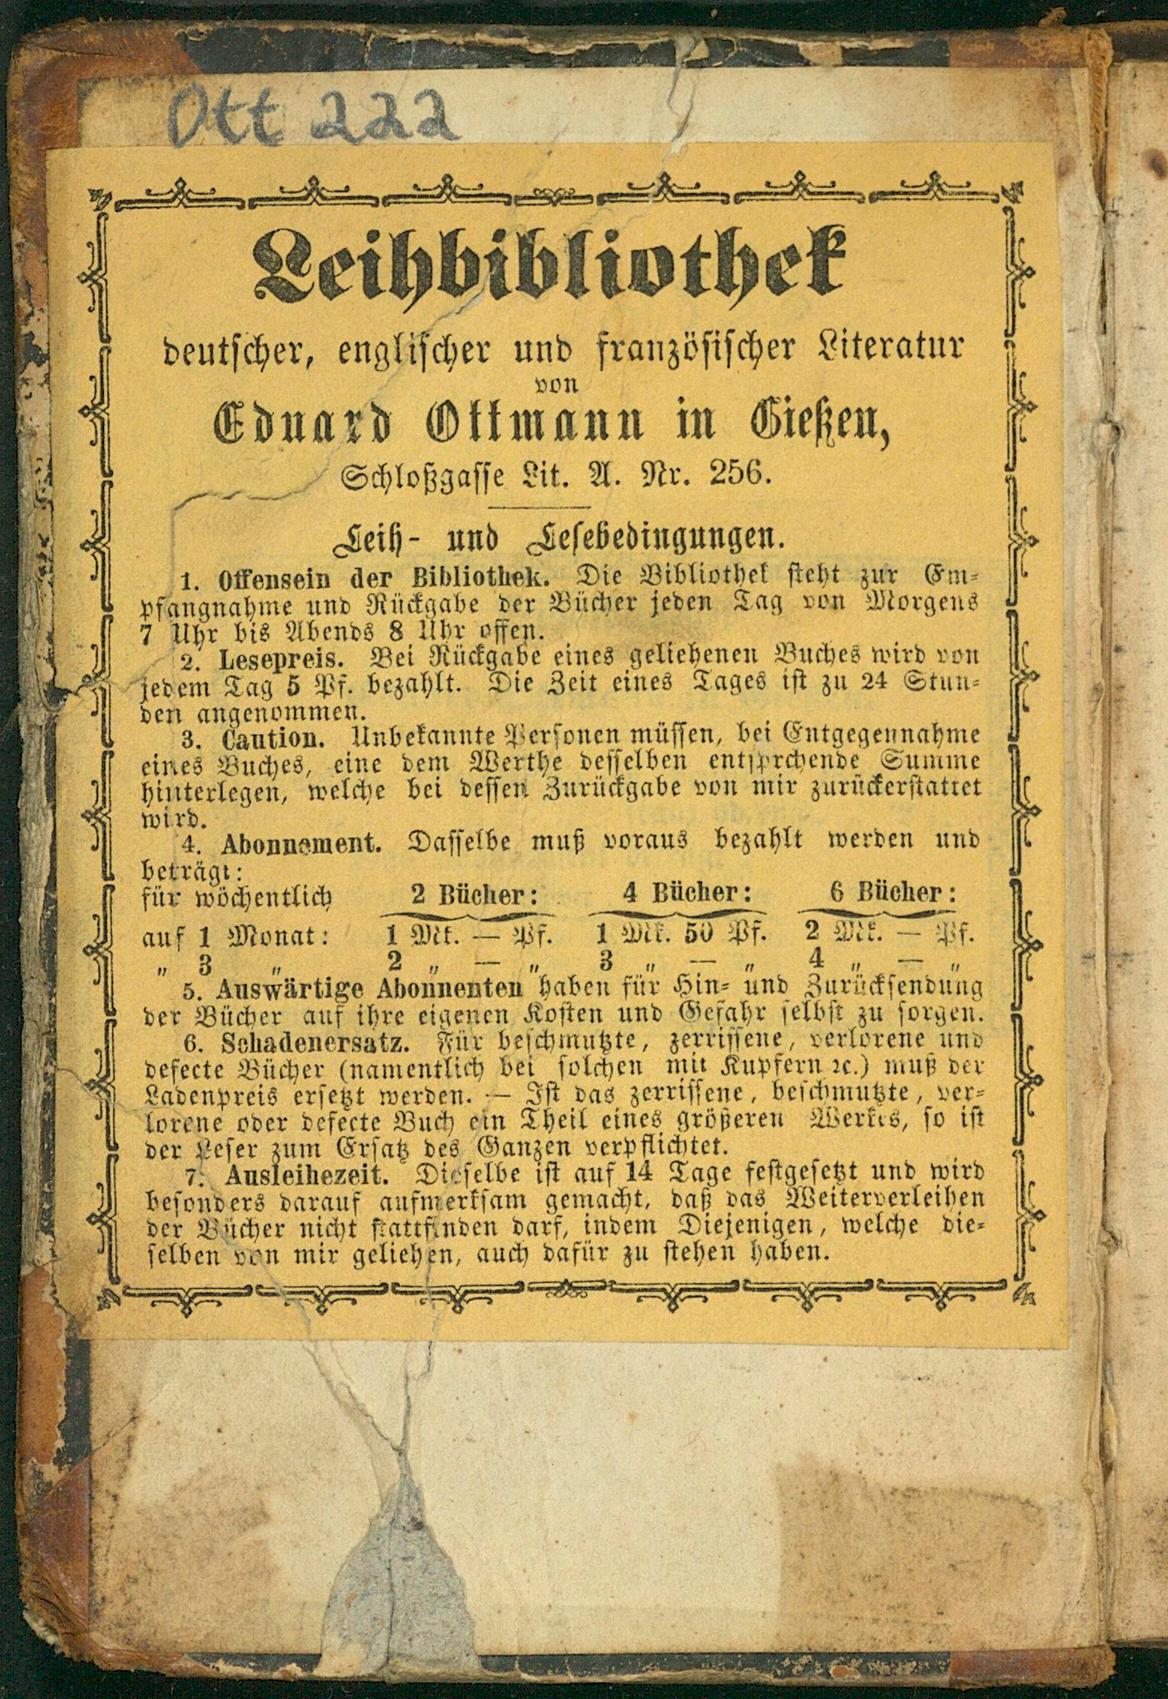 Ott 222
Leihbibliothek
deutscher, englischer und französischer Literatur
von
Eduard Ottmann in Gießen,
Schloßgasse Lit. A. Nr. 256.
Leih- und Lesebedingungen.
1. Offensein der Bibliothek. Die Bibliothek steht zur Em-
pfangnahme und Rückgabe der Bücher jeden Tag von Morgens
7 Uhr bis Abends 8 Uhr offen.
2. Lesepreis. Bei Rückgabe eines geliehenen Buches wird von
jedem Tag 5 Pf. bezahlt. Die Zeit eines Tages ist zu 24 Stun-
den angenommen.
3. Caution. Unbekannte Personen müssen, bei Entgegennahme
eines Buches, eine dem Werthe desselben entsprchende Summe
hinterlegen, welche bei dessen Zurückgabe von mir zurückerstattet
wird.
4. Abonnement. Dasselbe muß voraus bezahlt werden und
beträgt:
für wöchentlich 2 Bücher: 4 Bücher: 6 Bücher:
auf 1 Monat: 1 Mk. — Pf. 1 Mk. 50 Pf. 2 Mk. — Pf.
„ 3 „ 2 „ — „ 3 „ — „ 4 „ — „
5. Auswärtige Abonnenten haben für Hin- und Zurücksendung
der Bücher auf ihre eigenen Kosten und Gefahr selbst zu sorgen.
6. Schadenersatz. Für beschmutzte, zerrissene, verlorene und
defecte Bücher (namentlich bei solchen mit Kupfern ꝛc.) muß der
Ladenpreis ersetzt werden. — Ist das zerrissene, beschmutzte, ver-
lorene oder defecte Buch ein Theil eines größeren Werkes, so ist
der Leser zum Ersatz des Ganzen verpflichtet.
7. Ausleihezeit. Dieselbe ist auf 14 Tage festgesetzt und wird
besonders darauf aufmerksam gemacht, daß das Weiterverleihen
der Bücher nicht stattfinden darf, indem Diejenigen, welche die-
selben von mir geliehen, auch dafür zu stehen haben.